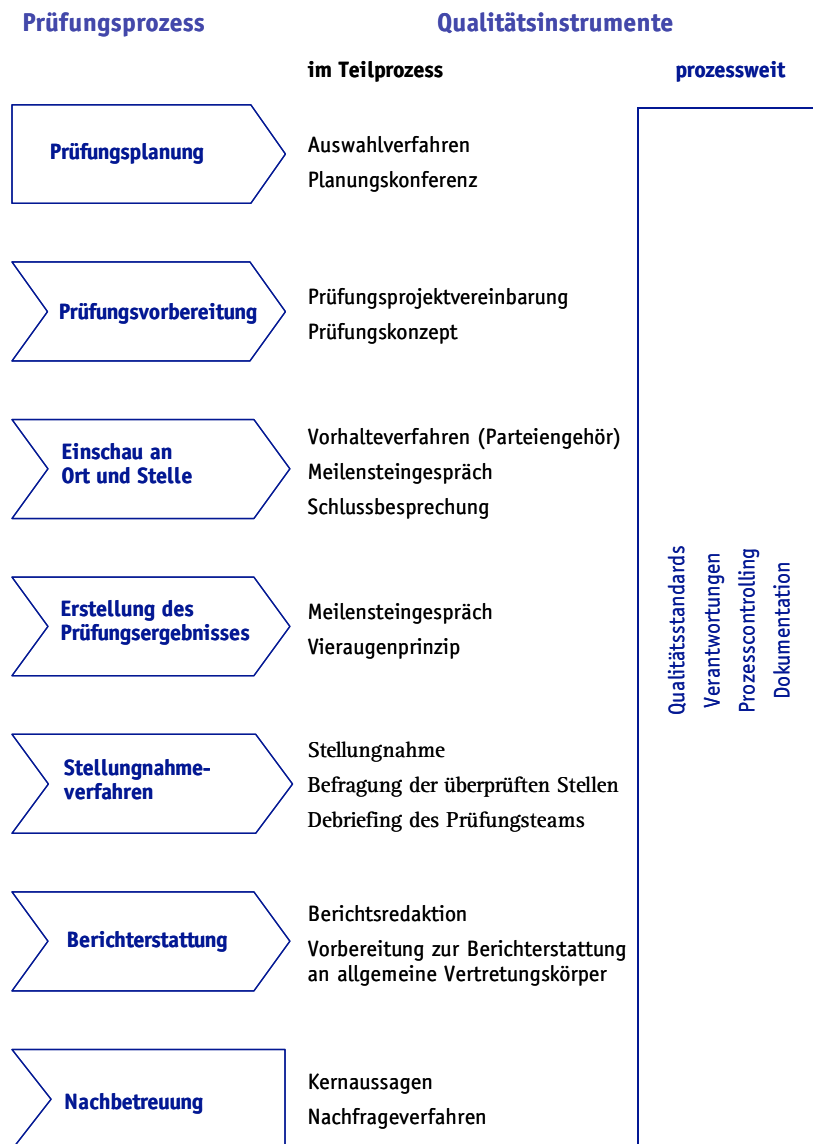 Prüfungsprozess
Qualitätsinstrumente
im Teilprozess
prozessweit
Prüfungsplanung
Auswahlverfahren
Planungskonferenz
Prüfungsvorbereitung
Prüfungsprojektvereinbarung
Prüfungskonzept
Einschau an
Ort und Stelle
Vorhalteverfahren (Parteiengehör)
Meilensteingespräch
Schlussbesprechung
Erstellung des
Prüfungsergebnisses
Meilensteingespräch
Vieraugenprinzip
Stellungnahme-
verfahren
Stellungnahme
Befragung der überprüften Stellen
Debriefing des Prüfungsteams
Berichterstattung
Berichtsredaktion
Vorbereitung zur Berichterstattung
an allgemeine Vertretungskörper
Nachbetreuung
Kernaussagen
Nachfrageverfahren
Qualitätsstandards
Verantwortungen
Prozesscontrolling
Dokumentation